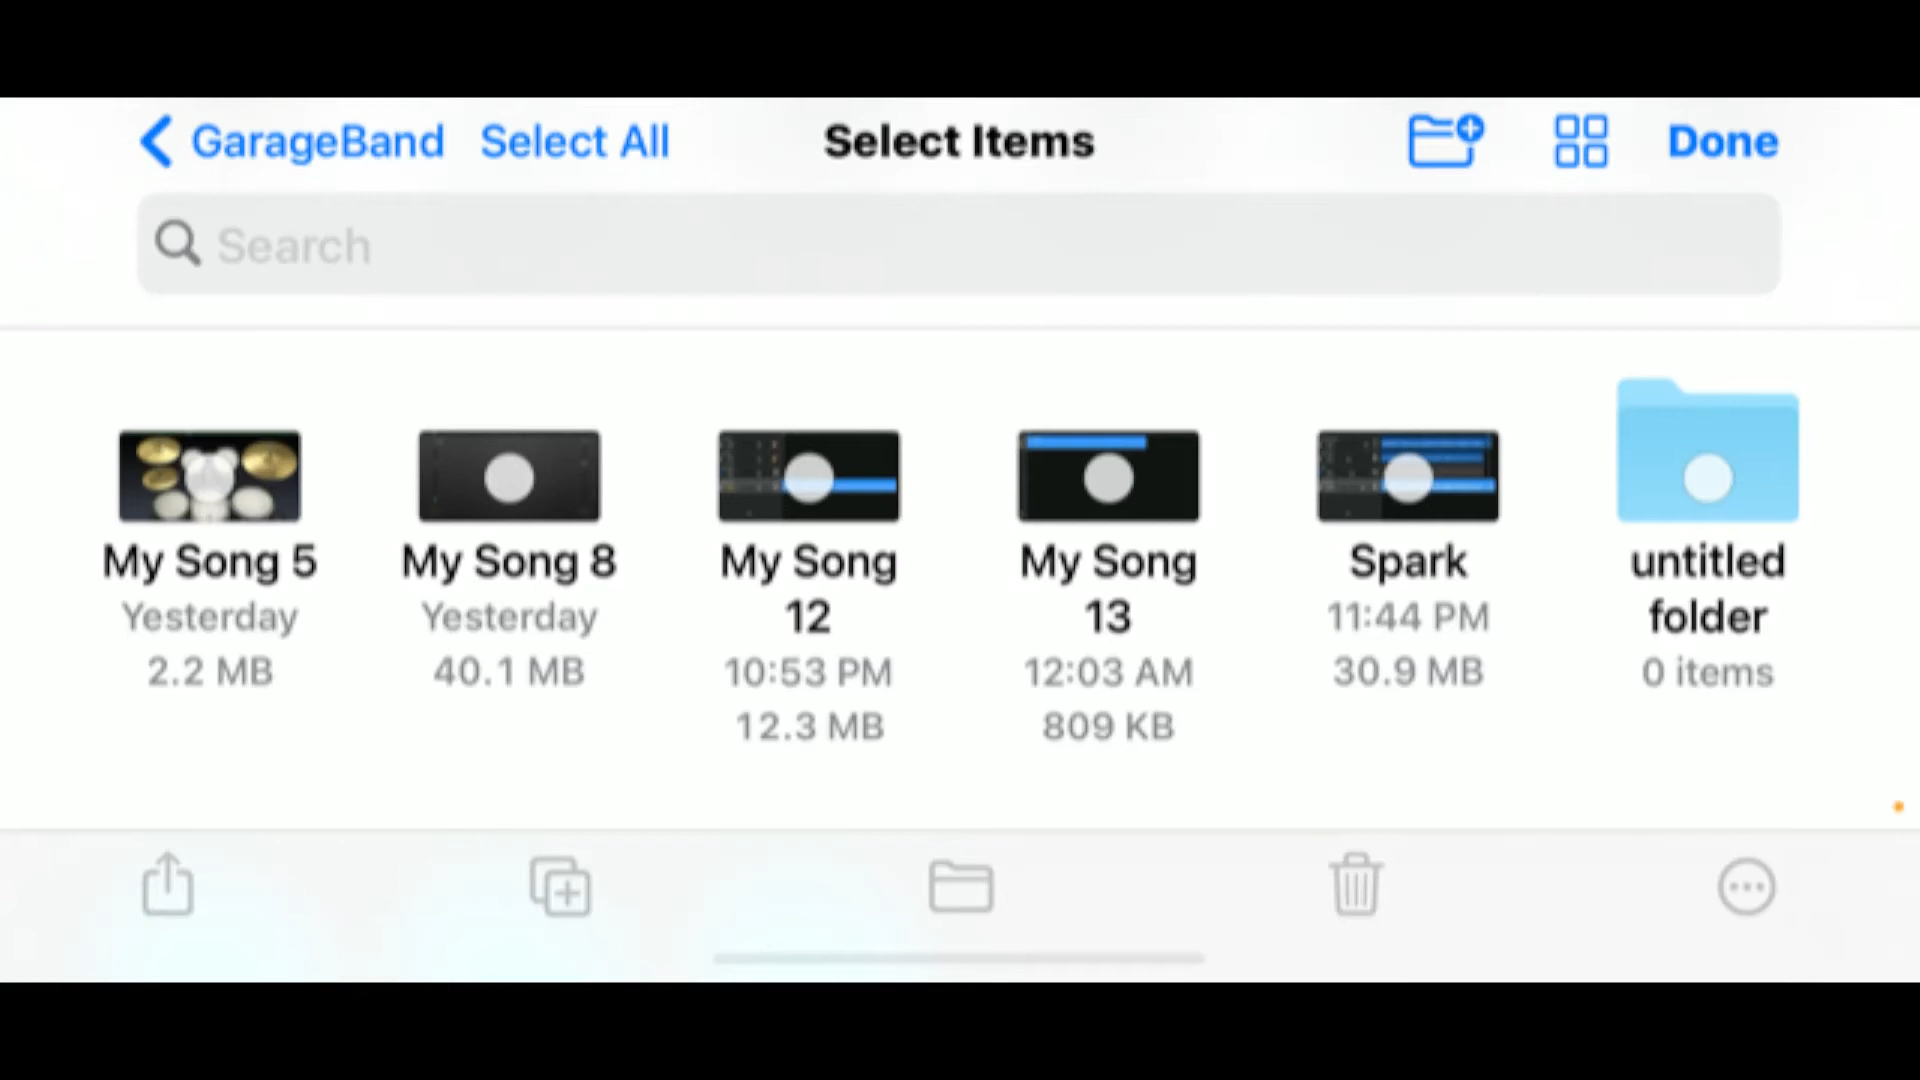 GarageBand Select All Select Items Done
Search
My Song 5
Yesterday
2.2 MB
My Song 8
Yesterday
40.1 MB
My Song
12
10:53 PM
12.3 MB
My Song
13
12:03 AM
809 KB
Spark
11:44 PM
30.9 MB
untitled
folder
0 items